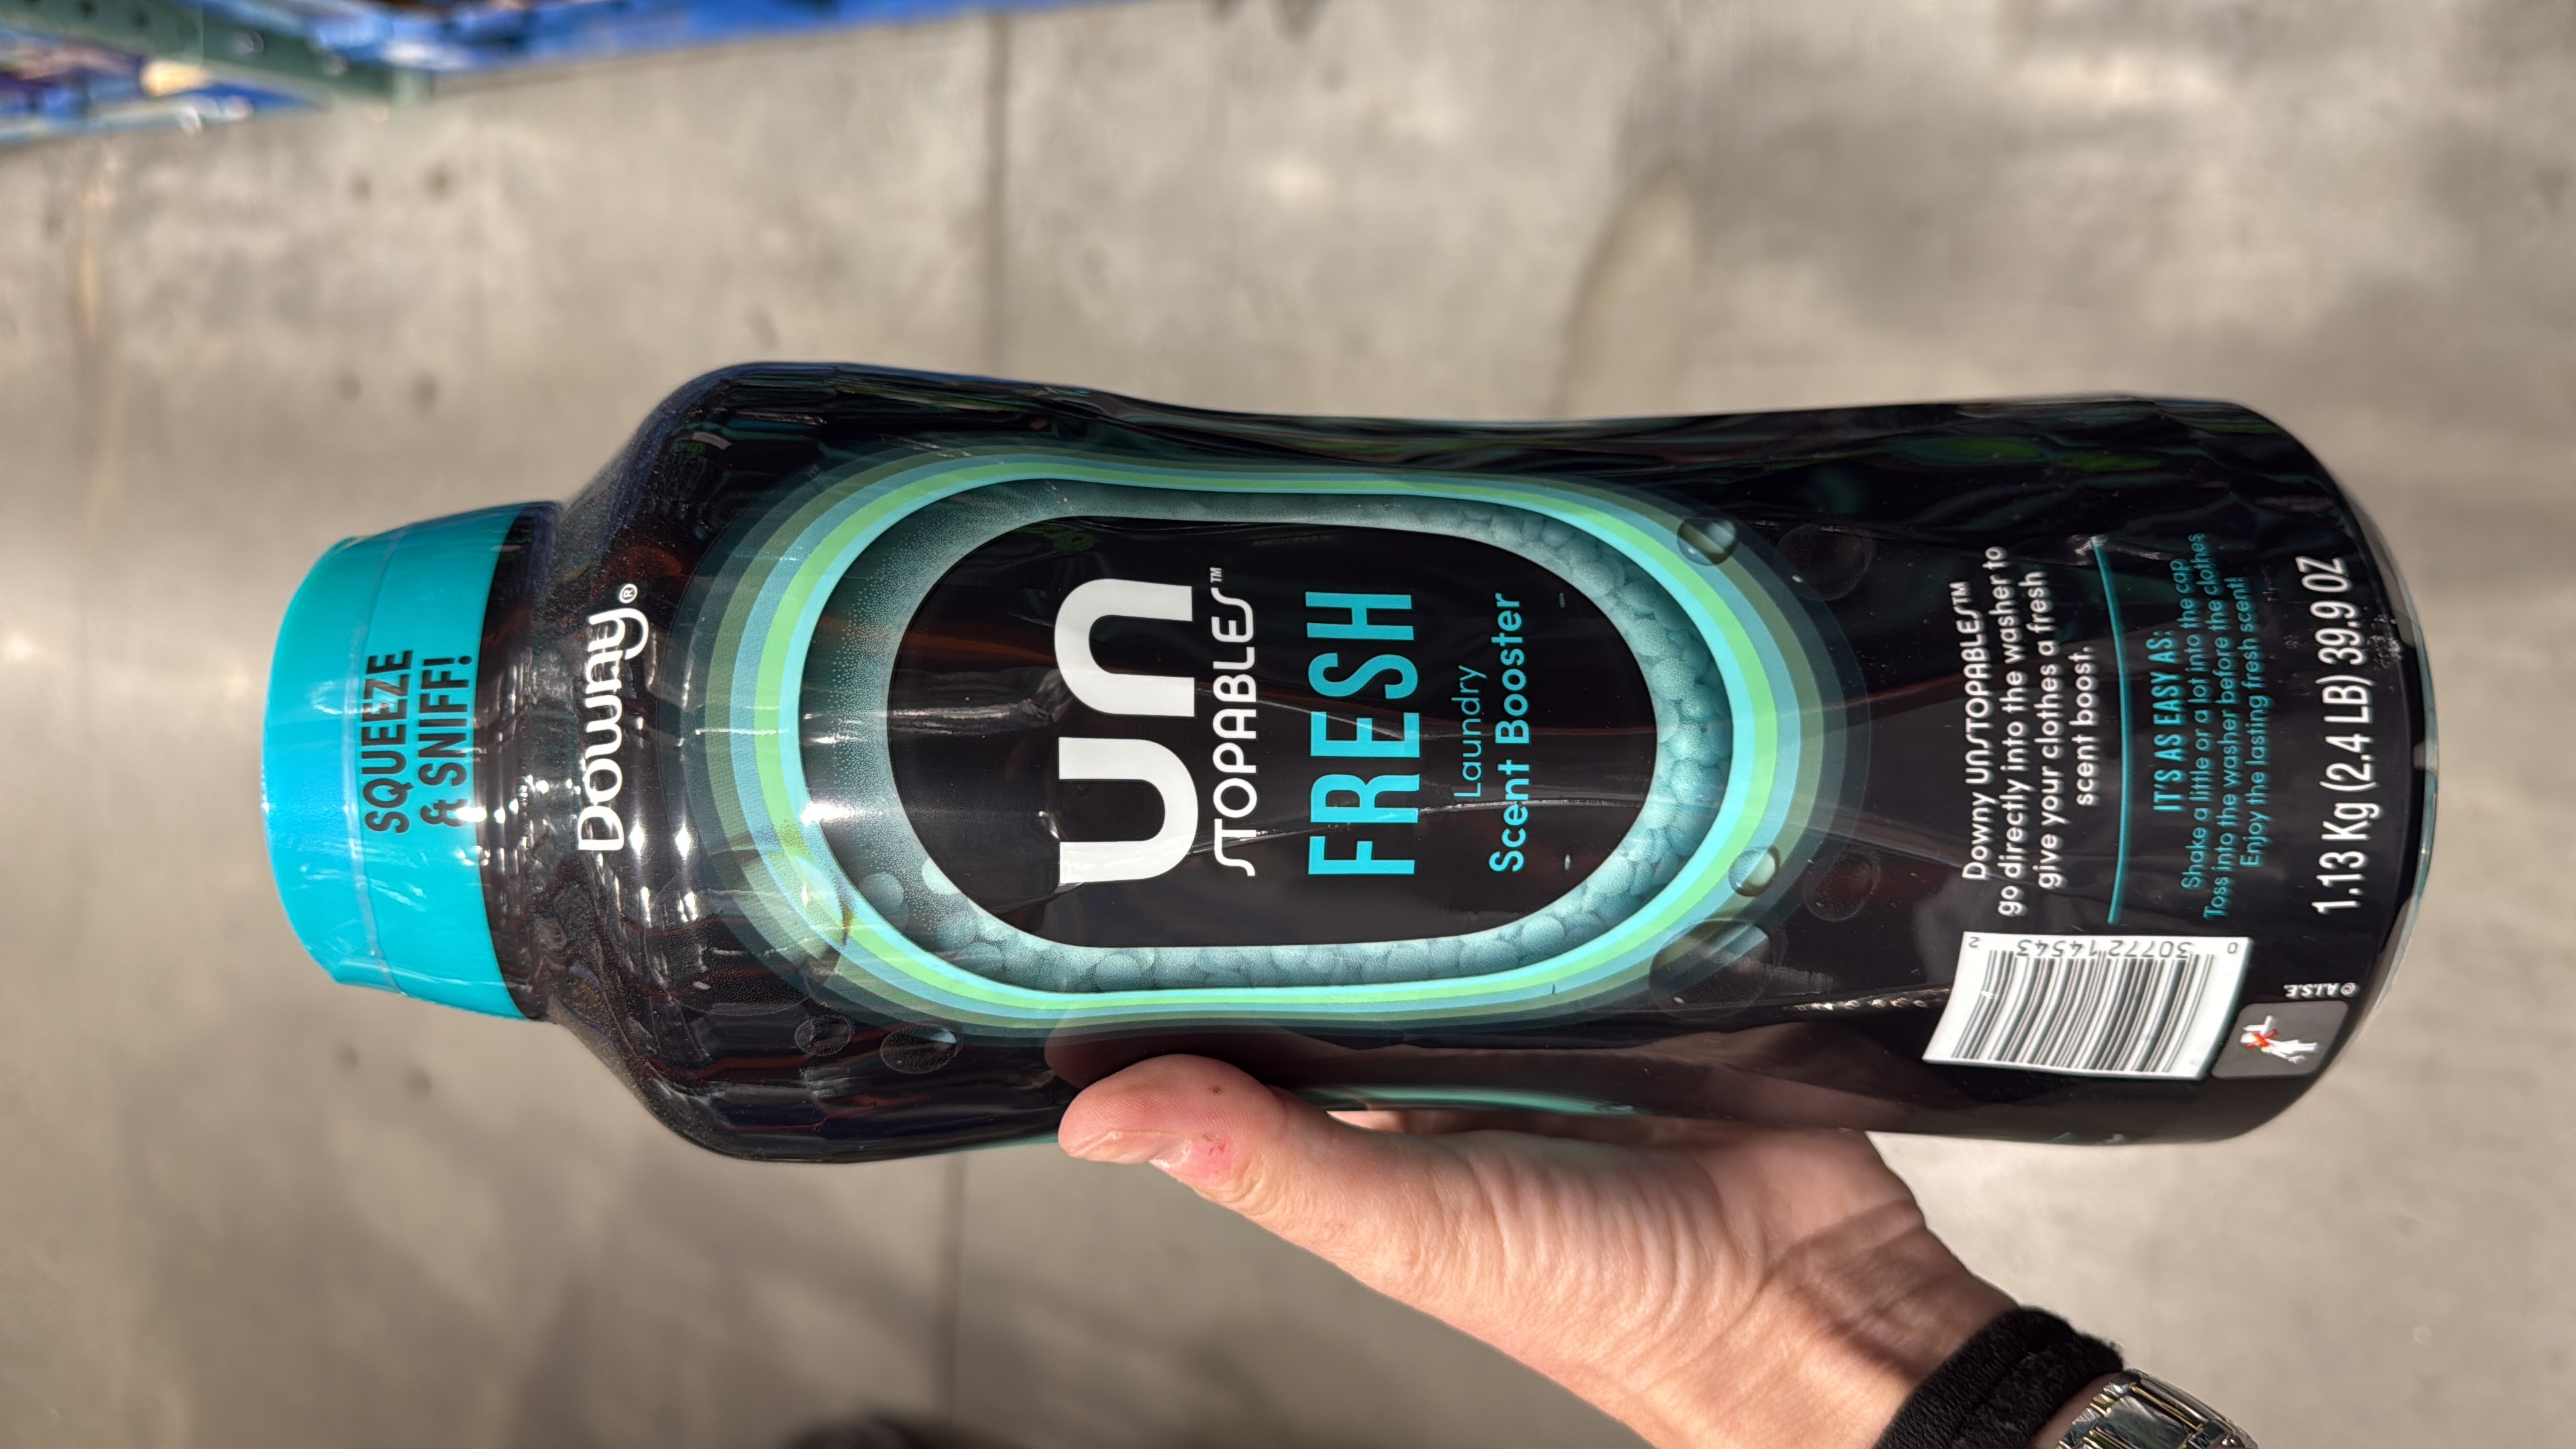 SQUEEZE
& SNIFF!
Downy®
un
STOPABLES™
FRESH
Laundry
Scent Booster
Downy UNSTOPABLES™
go directly into the washer to
give your clothes a fresh
scent boost.
IT'S AS EASY AS:
Shake a little or a lot into the cap
Toss into the washer before the clothes
Enjoy the lasting fresh scent!
1.13 Kg (2.4 LB) 39.9 OZ
0 30772 14543 2
© A.I.S.E.